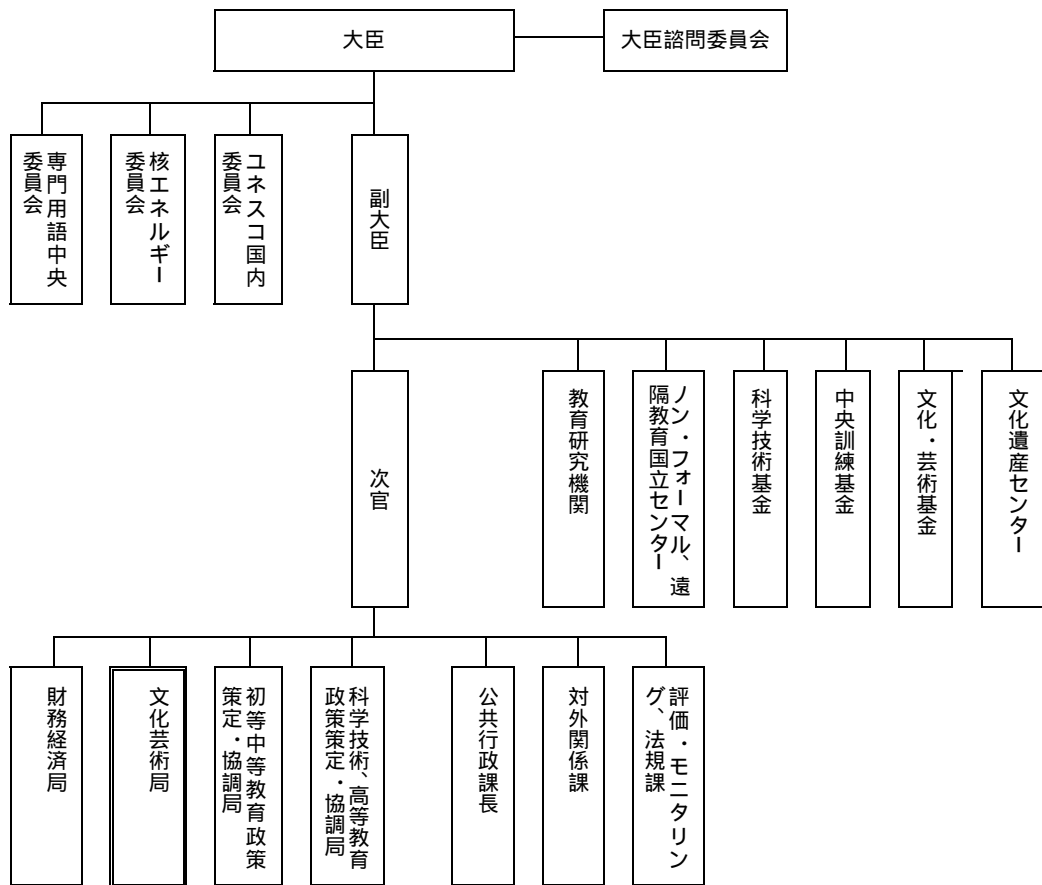 大臣
大臣諮問委員会
専門用語中央
委員会
核エネルギー
委員会
ユネスコ国内
委員会
副大臣
次官
教育研究機関
ノン・フォーマル、遠
隔教育国立センター
科学技術基金
中央訓練基金
文化・芸術基金
文化遺産センター
財務経済局
文化芸術局
初等中等教育政策
策定・協調局
科学技術、高等教育
政策策定・協調局
公共行政課長
対外関係課
評価・モニタリン
グ、法規課